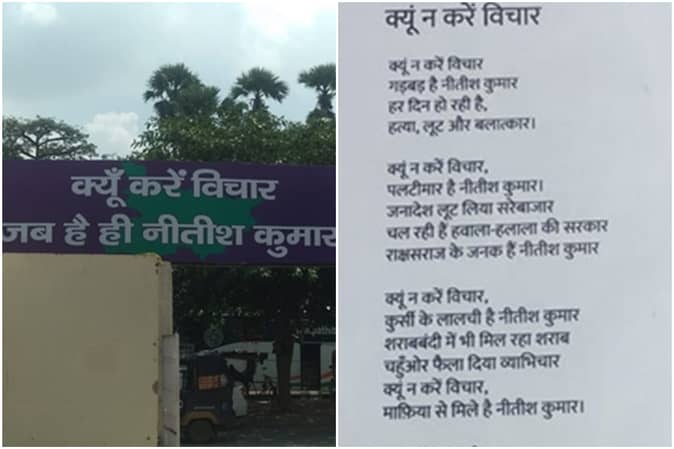 क्यूँ करें विचार
जब है ही नीतीश कुमार
क्यूं न करें विचार
क्यूं न करें विचार
गड़बड़ है नीतीश कुमार
हर दिन हो रही है,
हत्या, लूट और बलात्कार।
क्यूं न करें विचार,
पलटीमार है नीतीश कुमार।
जनादेश लूट लिया सरेबाजार
चल रही हैं हवाला-हलाला की सरकार
राक्षसराज के जनक हैं नीतीश कुमार
क्यूं न करें विचार,
कुर्सी के लालची है नीतीश कुमार
शराबबंदी में भी मिल रहा शराब
चहुँओर फैला दिया व्याभिचार
क्यूं न करें विचार,
माफ़िया से मिले है नीतीश कुमार।